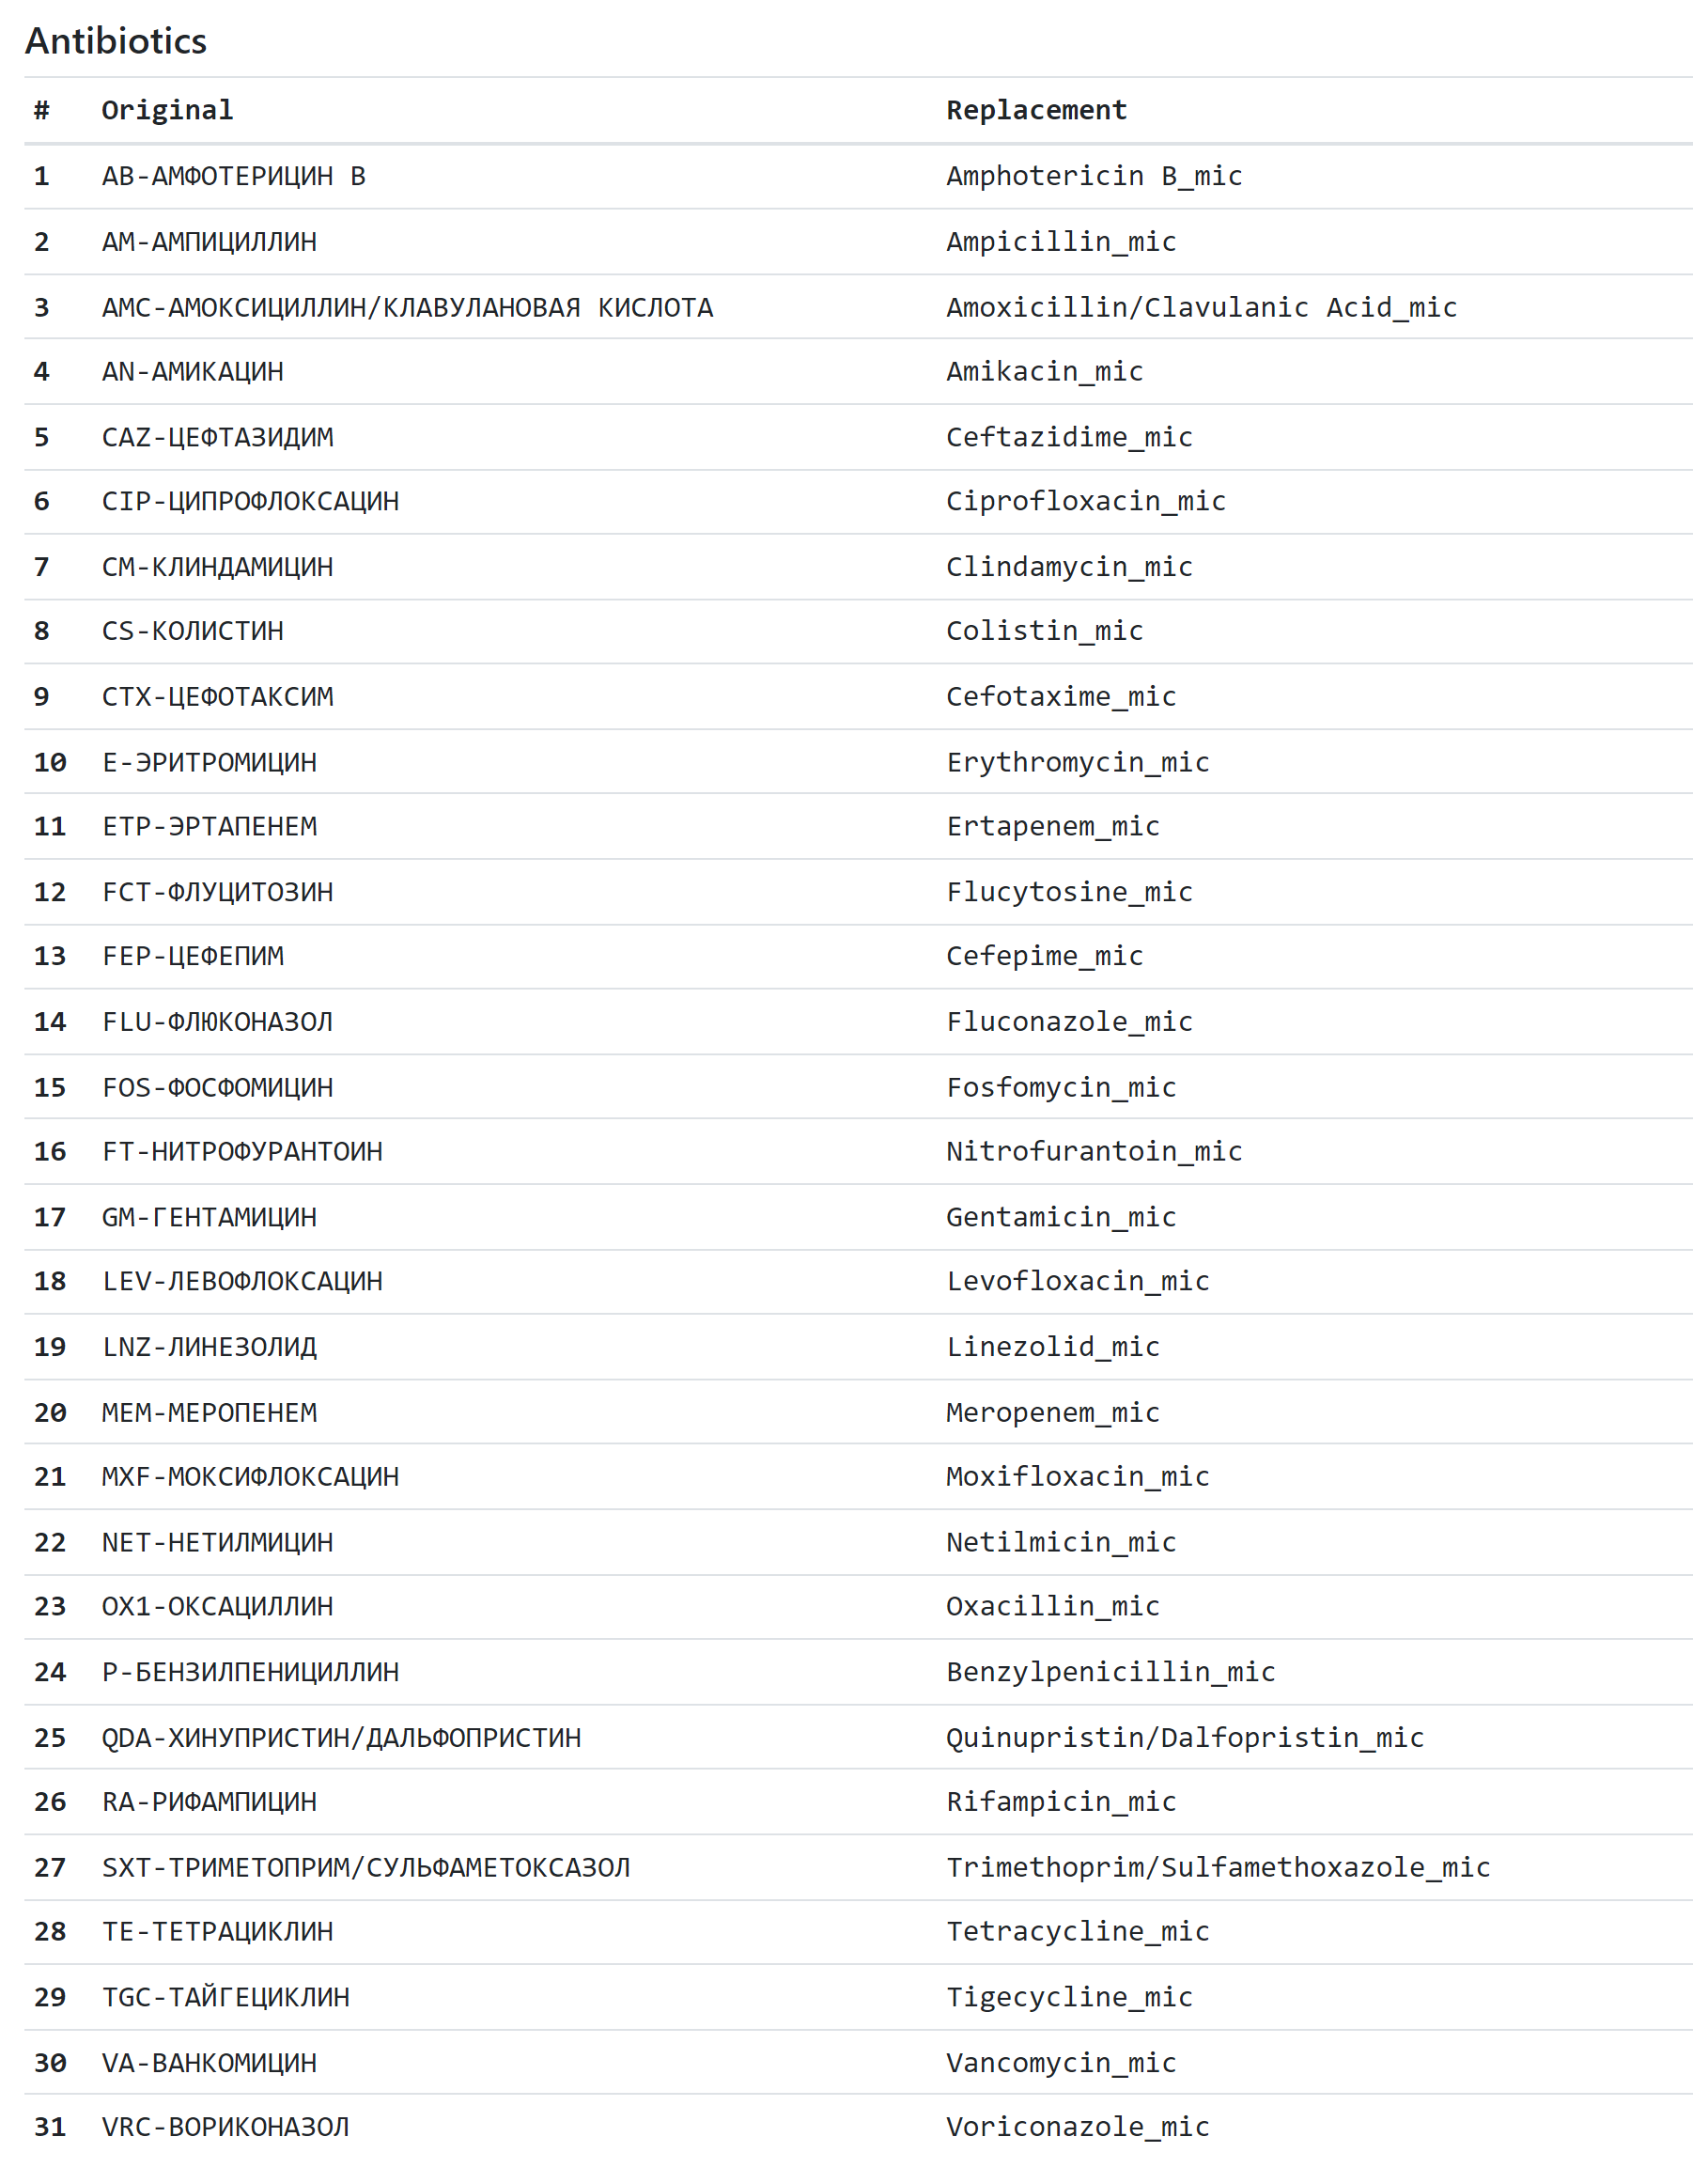 Antibiotics
# Original Replacement
1 AB-АМФОТЕРИЦИН B Amphotericin B_mic
2 AM-АМПИЦИЛЛИН Ampicillin_mic
3 AMC-АМОКСИЦИЛЛИН/КЛАВУЛАНОВАЯ КИСЛОТА Amoxicillin/Clavulanic Acid_mic
4 AN-АМИКАЦИН Amikacin_mic
5 CAZ-ЦЕФТАЗИДИМ Ceftazidime_mic
6 CIP-ЦИПРОФЛОКСАЦИН Ciprofloxacin_mic
7 CM-КЛИНДАМИЦИН Clindamycin_mic
8 CS-КОЛИСТИН Colistin_mic
9 CTX-ЦЕФОТАКСИМ Cefotaxime_mic
10 E-ЭРИТРОМИЦИН Erythromycin_mic
11 ETP-ЭРТАПЕНЕМ Ertapenem_mic
12 FCT-ФЛУЦИТОЗИН Flucytosine_mic
13 FEP-ЦЕФЕПИМ Cefepime_mic
14 FLU-ФЛЮКОНАЗОЛ Fluconazole_mic
15 FOS-ФОСФОМИЦИН Fosfomycin_mic
16 FT-НИТРОФУРАНТОИН Nitrofurantoin_mic
17 GM-ГЕНТАМИЦИН Gentamicin_mic
18 LEV-ЛЕВОФЛОКСАЦИН Levofloxacin_mic
19 LNZ-ЛИНЕЗОЛИД Linezolid_mic
20 MEM-МЕРОПЕНЕМ Meropenem_mic
21 MXF-МОКСИФЛОКСАЦИН Moxifloxacin_mic
22 NET-НЕТИЛМИЦИН Netilmicin_mic
23 OX1-ОКСАЦИЛЛИН Oxacillin_mic
24 P-БЕНЗИЛПЕНИЦИЛЛИН Benzylpenicillin_mic
25 QDA-ХИНУПРИСТИН/ДАЛЬФОПРИСТИН Quinupristin/Dalfopristin_mic
26 RA-РИФАМПИЦИН Rifampicin_mic
27 SXT-ТРИМЕТОПРИМ/СУЛЬФАМЕТОКСАЗОЛ Trimethoprim/Sulfamethoxazole_mic
28 TE-ТЕТРАЦИКЛИН Tetracycline_mic
29 TGC-ТАЙГЕЦИКЛИН Tigecycline_mic
30 VA-ВАНКОМИЦИН Vancomycin_mic
31 VRC-ВОРИКОНАЗОЛ Voriconazole_mic